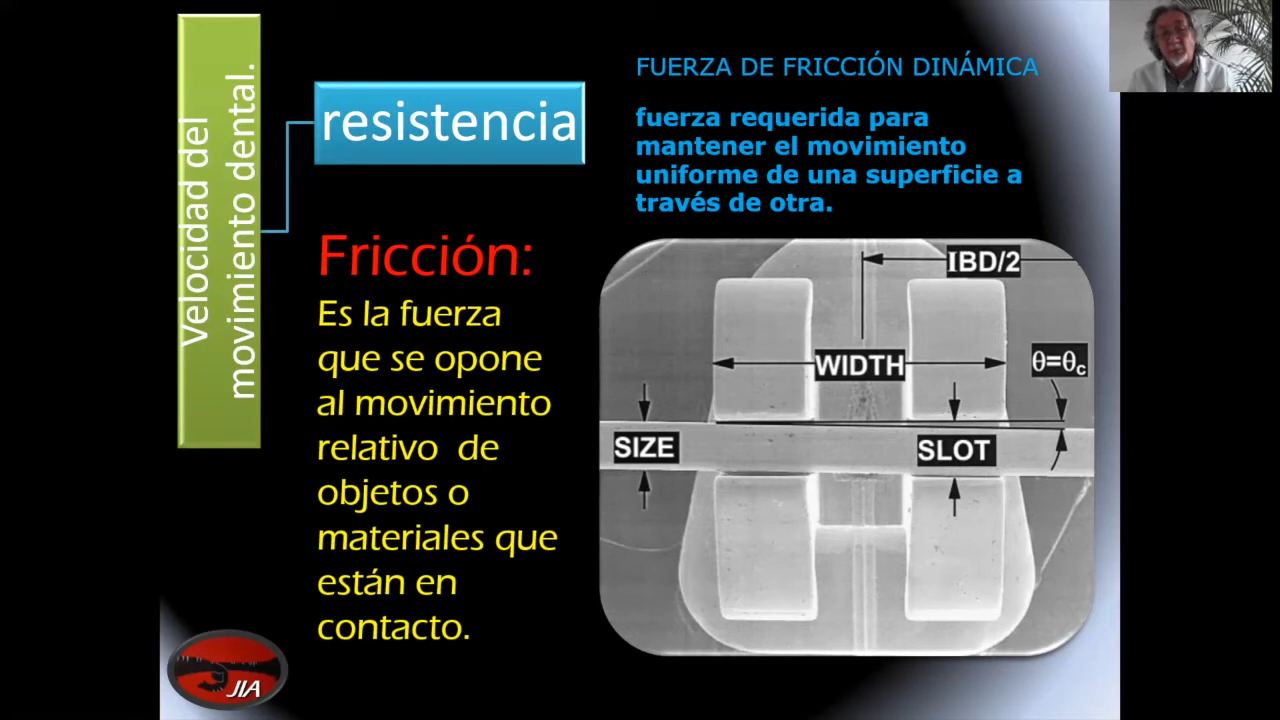 Velocidad del
movimiento dental.
resistencia
FUERZA DE FRICCIÓN DINÁMICA
fuerza requerida para
mantener el movimiento
uniforme de una superficie a
través de otra.
Fricción:
Es la fuerza
que se opone
al movimiento
relativo de
objetos o
materiales que
están en
contacto.
IBD/2
WIDTH
θ=θc
SIZE
SLOT
JIA